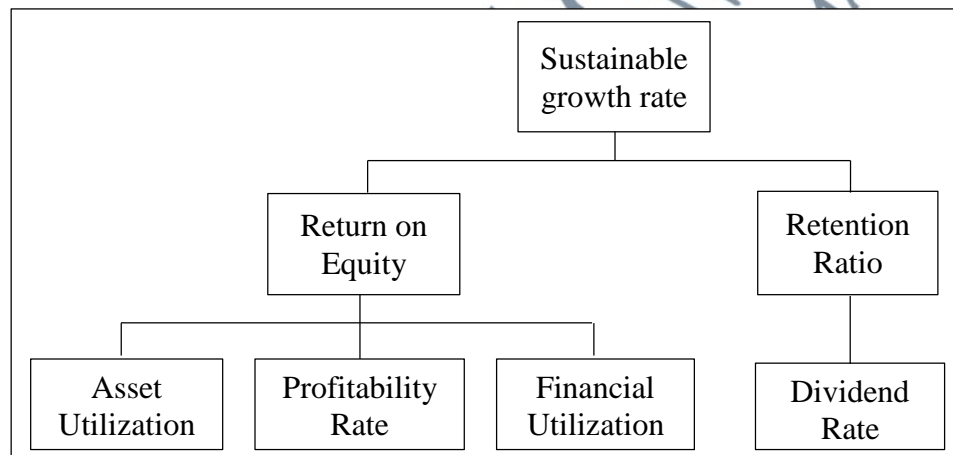 Sustainable
growth rate
Return on
Equity
Retention
Ratio
Asset
Utilization
Profitability
Rate
Financial
Utilization
Dividend
Rate